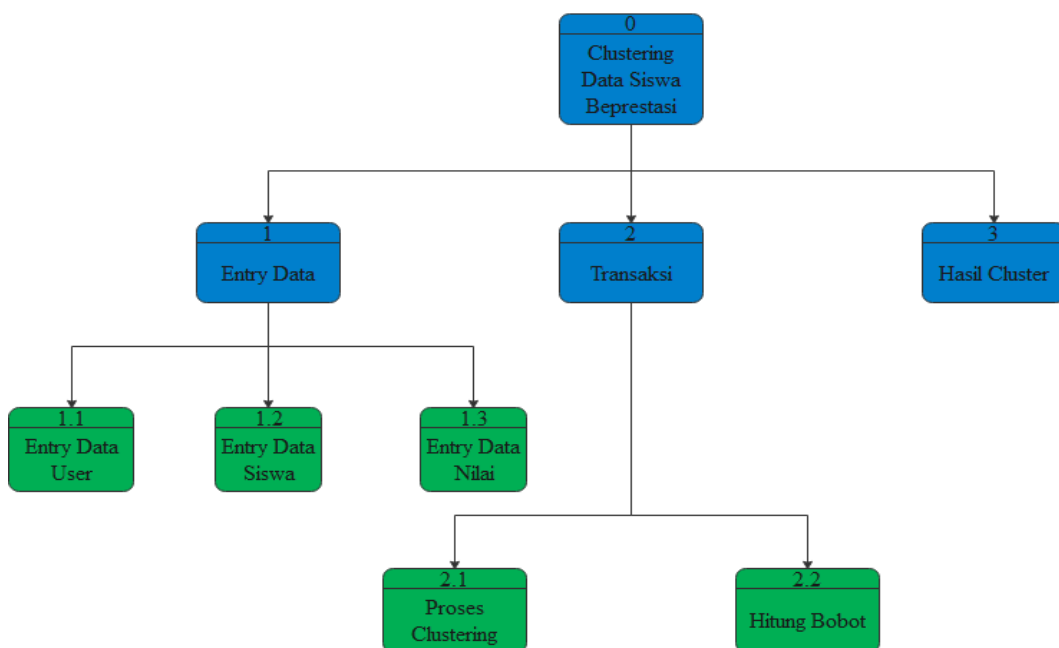 0
Clustering
Data Siswa
Beprestasi
1
Entry Data
2
Transaksi
3
Hasil Cluster
1.1
Entry Data
User
1.2
Entry Data
Siswa
1.3
Entry Data
Nilai
2.1
Proses
Clustering
2.2
Hitung Bobot